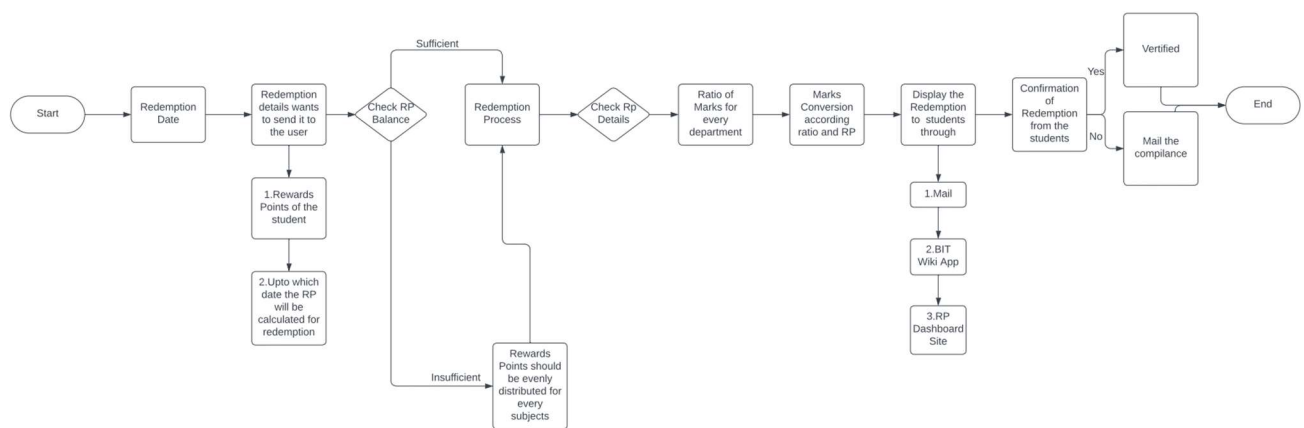 Start
Redemption
Date
Redemption
details wants
to send it to
the user
1.Rewards
Points of the
student
2.Upto which
date the RP
will be
calculated for
redemption
Check RP
Balance
Sufficient
Insufficient
Redemption
Process
Rewards
Points should
be evenly
distributed for
every
subjects
Check Rp
Details
Ratio of
Marks for
every
department
Marks
Conversion
according
ratio and RP
Display the
Redemption
to students
through
1.Mail
2.BIT
Wiki App
3.RP
Dashboard
Site
Confirmation
of
Redemption
from the
students
Yes
No
Vertified
Mail the
compilance
End